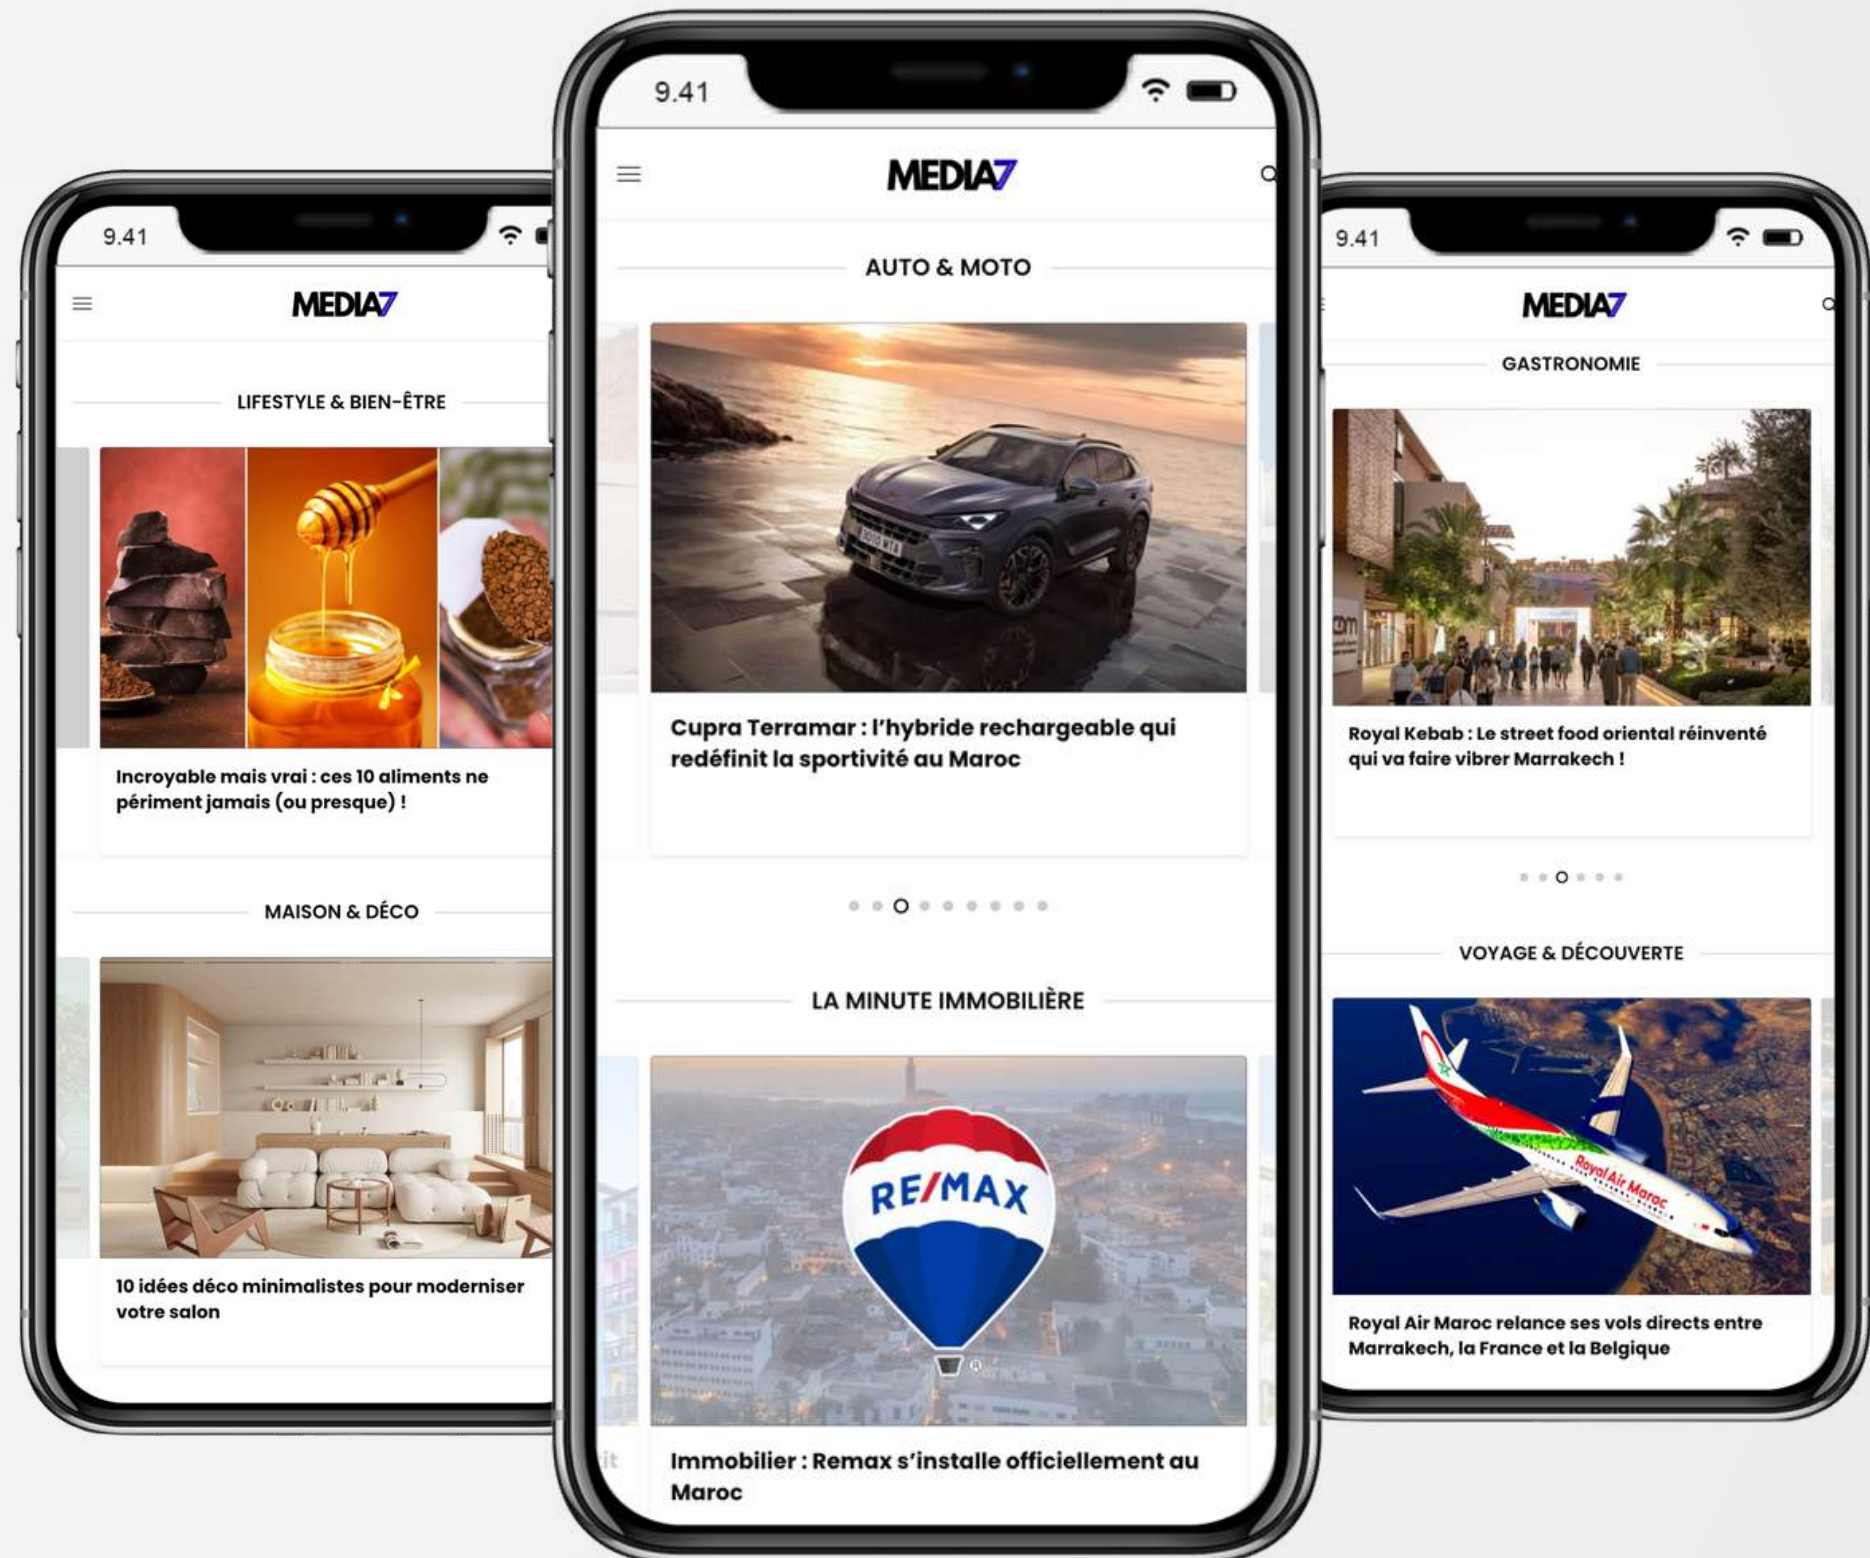 9.41
MEDIA7
LIFESTYLE & BIEN-ÊTRE
Incroyable mais vrai : ces 10 aliments ne
périment jamais (ou presque) !
MAISON & DÉCO
10 idées déco minimalistes pour moderniser
votre salon
9.41
MEDIA7
AUTO & MOTO
Cupra Terramar : l’hybride rechargeable qui
redéfinit la sportivité au Maroc
LA MINUTE IMMOBILIÈRE
RE/MAX
®
Immobilier : Remax s’installe officiellement au
Maroc
9.41
MEDIA7
GASTRONOMIE
Royal Kebab : Le street food oriental réinventé
qui va faire vibrer Marrakech !
VOYAGE & DÉCOUVERTE
Royal Air Maroc
Royal Air Maroc relance ses vols directs entre
Marrakech, la France et la Belgique